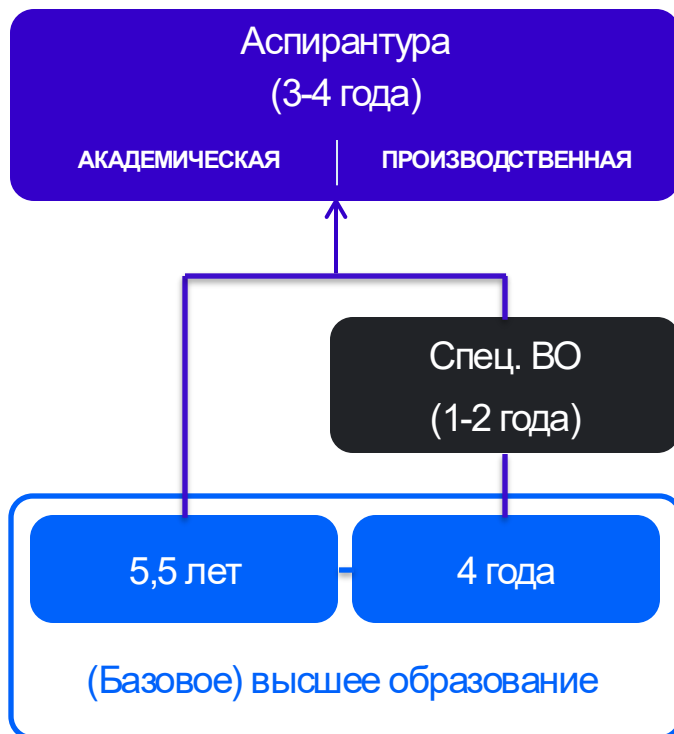 Аспирантура
(3-4 года)
АКАДЕМИЧЕСКАЯ ПРОИЗВОДСТВЕННАЯ
Спец. ВО
(1-2 года)
5,5 лет 4 года
(Базовое) высшее образование